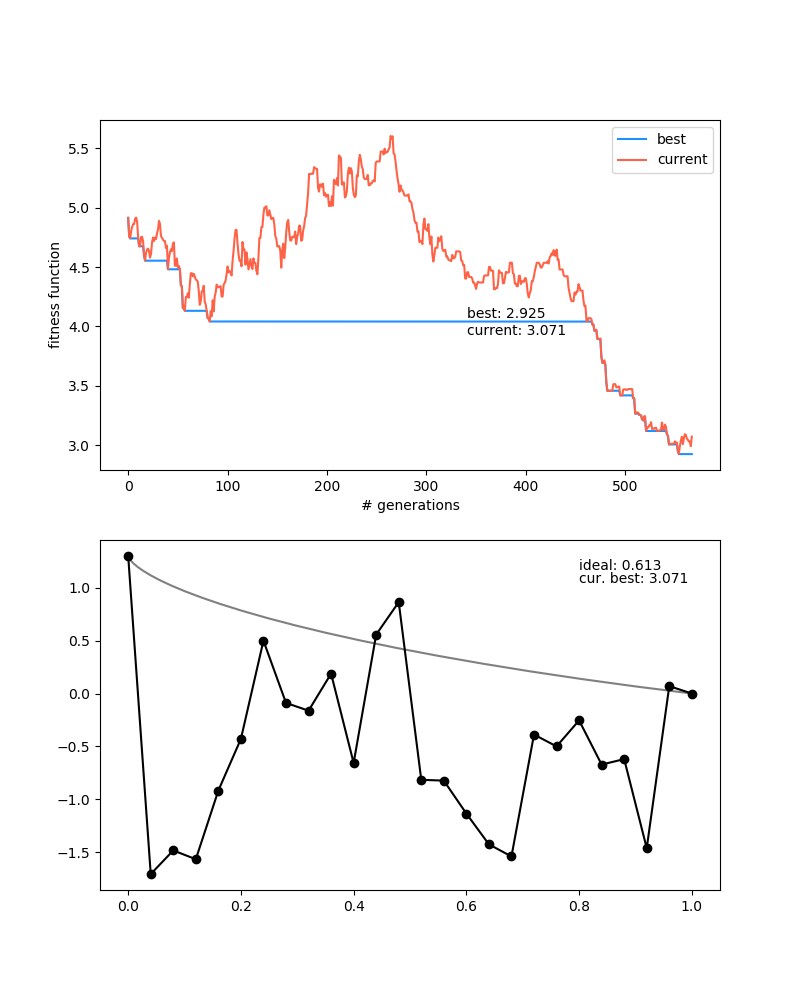 5.5
5.0
4.5
4.0
3.5
3.0
fitness function
best
current
best: 2.925
current: 3.071
0 100 200 300 400 500
# generations
ideal: 0.613
cur. best: 3.071
1.0
0.5
0.0
−0.5
−1.0
−1.5
0.0 0.2 0.4 0.6 0.8 1.0